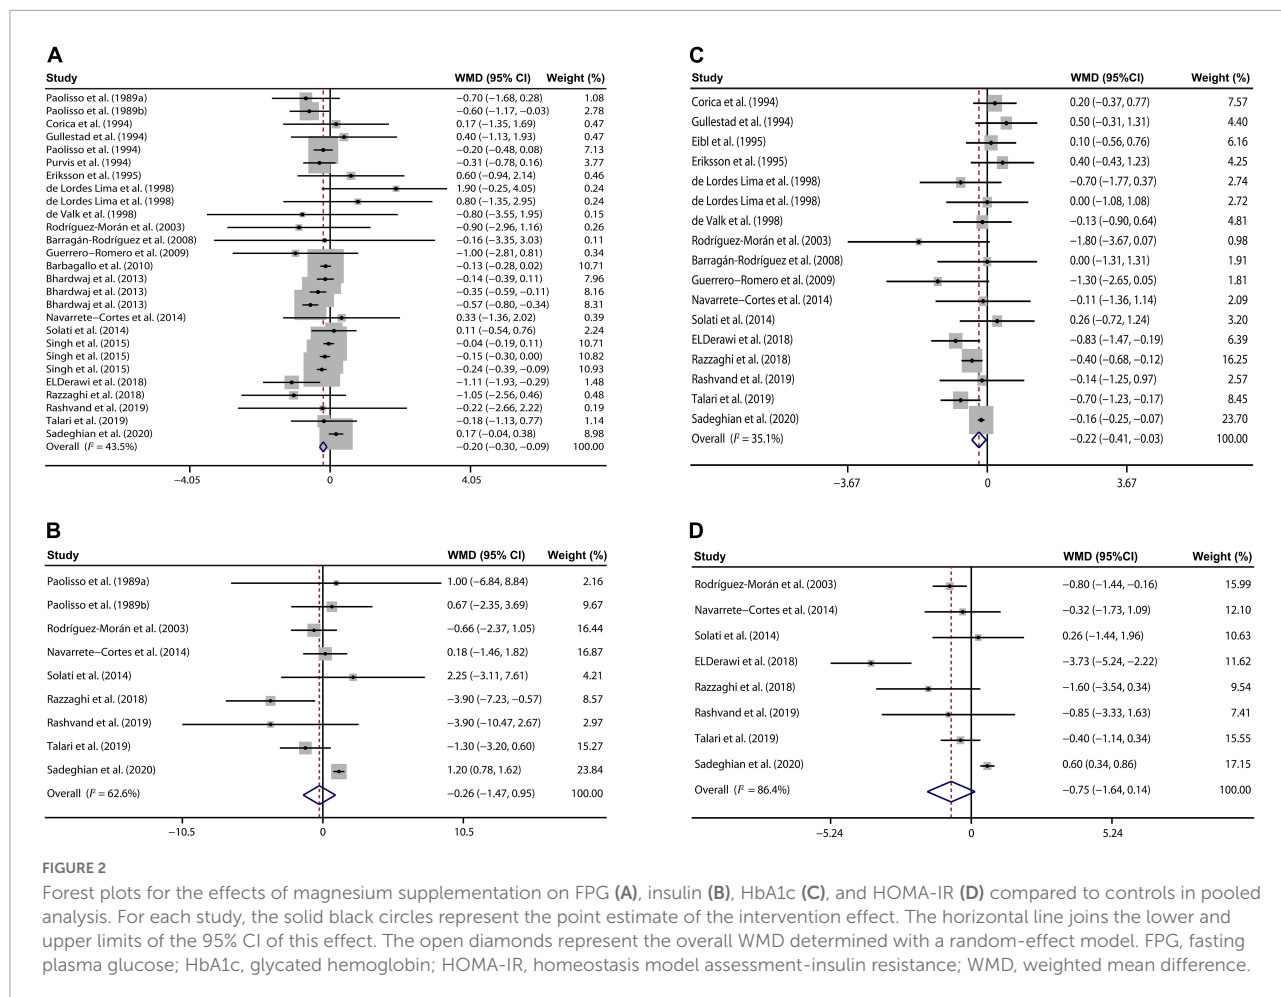 A
Study WMD (95% CI) Weight (%)
Paolisso et al. (1989a) −0.70 (−1.68, 0.28) 1.08
Paolisso et al. (1989b) −0.60 (−1.17, −0.03) 2.78
Corica et al. (1994) 0.17 (−1.35, 1.69) 0.47
Gullestad et al. (1994) 0.40 (−1.13, 1.93) 0.47
Paolisso et al. (1994) −0.20 (−0.48, 0.08) 7.13
Purvis et al. (1994) −0.31 (−0.78, 0.16) 3.77
Eriksson et al. (1995) 0.60 (−0.94, 2.14) 0.46
de Lordes Lima et al. (1998) 1.90 (−0.25, 4.05) 0.24
de Lordes Lima et al. (1998) 0.80 (−1.35, 2.95) 0.24
de Valk et al. (1998) −0.80 (−3.55, 1.95) 0.15
Rodríguez-Morán et al. (2003) −0.90 (−2.96, 1.16) 0.26
Barragán-Rodríguez et al. (2008) −0.16 (−3.35, 3.03) 0.11
Guerrero-Romero et al. (2009) −1.00 (−2.81, 0.81) 0.34
Barbagallo et al. (2010) −0.13 (−0.28, 0.02) 10.71
Bhardwaj et al. (2013) −0.14 (−0.39, 0.11) 7.96
Bhardwaj et al. (2013) −0.35 (−0.59, −0.11) 8.16
Bhardwaj et al. (2013) −0.57 (−0.80, −0.34) 8.31
Navarrete−Cortes et al. (2014) 0.33 (−1.36, 2.02) 0.39
Solati et al. (2014) 0.11 (−0.54, 0.76) 2.24
Singh et al. (2015) −0.04 (−0.19, 0.11) 10.71
Singh et al. (2015) −0.15 (−0.30, 0.00) 10.82
Singh et al. (2015) −0.24 (−0.39, −0.09) 10.93
ELDerawi et al. (2018) −1.11 (−1.93, −0.29) 1.48
Razzaghi et al. (2018) −1.05 (−2.56, 0.46) 0.48
Rashvand et al. (2019) −0.22 (−2.66, 2.22) 0.19
Talari et al. (2019) −0.18 (−1.13, 0.77) 1.14
Sadeghian et al. (2020) 0.17 (−0.04, 0.38) 8.98
Overall (I² = 43.5%) −0.20 (−0.30, −0.09) 100.00
−4.05 0 4.05
C
Study WMD (95%CI) Weight (%)
Corica et al. (1994) 0.20 (−0.37, 0.77) 7.57
Gullestad et al. (1994) 0.50 (−0.31, 1.31) 4.40
Eibl et al. (1995) 0.10 (−0.56, 0.76) 6.16
Eriksson et al. (1995) 0.40 (−0.43, 1.23) 4.25
de Lordes Lima et al. (1998) −0.70 (−1.77, 0.37) 2.74
de Lordes Lima et al. (1998) 0.00 (−1.08, 1.08) 2.72
de Valk et al. (1998) −0.13 (−0.90, 0.64) 4.81
Rodríguez-Morán et al. (2003) −1.80 (−3.67, 0.07) 0.98
Barragán-Rodríguez et al. (2008) 0.00 (−1.31, 1.31) 1.91
Guerrero-Romero et al. (2009) −1.30 (−2.65, 0.05) 1.81
Navarrete−Cortes et al. (2014) −0.11 (−1.36, 1.14) 2.09
Solati et al. (2014) 0.26 (−0.72, 1.24) 3.20
ELDerawi et al. (2018) −0.83 (−1.47, −0.19) 6.39
Razzaghi et al. (2018) −0.40 (−0.68, −0.12) 16.25
Rashvand et al. (2019) −0.14 (−1.25, 0.97) 2.57
Talari et al. (2019) −0.70 (−1.23, −0.17) 8.45
Sadeghian et al. (2020) −0.16 (−0.25, −0.07) 23.70
Overall (I² = 35.1%) −0.22 (−0.41, −0.03) 100.00
−3.67 0 3.67
B
Study WMD (95% CI) Weight (%)
Paolisso et al. (1989a) 1.00 (−6.84, 8.84) 2.16
Paolisso et al. (1989b) 0.67 (−2.35, 3.69) 9.67
Rodríguez-Morán et al. (2003) −0.66 (−2.37, 1.05) 16.44
Navarrete−Cortes et al. (2014) 0.18 (−1.46, 1.82) 16.87
Solati et al. (2014) 2.25 (−3.11, 7.61) 4.21
Razzaghi et al. (2018) −3.90 (−7.23, −0.57) 8.57
Rashvand et al. (2019) −3.90 (−10.47, 2.67) 2.97
Talari et al. (2019) −1.30 (−3.20, 0.60) 15.27
Sadeghian et al. (2020) 1.20 (0.78, 1.62) 23.84
Overall (I² = 62.6%) −0.26 (−1.47, 0.95) 100.00
−10.5 0 10.5
D
Study WMD (95%CI) Weight (%)
Rodríguez-Morán et al. (2003) −0.80 (−1.44, −0.16) 15.99
Navarrete−Cortes et al. (2014) −0.32 (−1.73, 1.09) 12.10
Solati et al. (2014) 0.26 (−1.44, 1.96) 10.63
ELDerawi et al. (2018) −3.73 (−5.24, −2.22) 11.62
Razzaghi et al. (2018) −1.60 (−3.54, 0.34) 9.54
Rashvand et al. (2019) −0.85 (−3.33, 1.63) 7.41
Talari et al. (2019) −0.40 (−1.14, 0.34) 15.55
Sadeghian et al. (2020) 0.60 (0.34, 0.86) 17.15
Overall (I² = 86.4%) −0.75 (−1.64, 0.14) 100.00
−5.24 0 5.24
FIGURE 2
Forest plots for the effects of magnesium supplementation on FPG (A), insulin (B), HbA1c (C), and HOMA-IR (D) compared to controls in pooled
analysis. For each study, the solid black circles represent the point estimate of the intervention effect. The horizontal line joins the lower and
upper limits of the 95% CI of this effect. The open diamonds represent the overall WMD determined with a random-effect model. FPG, fasting
plasma glucose; HbA1c, glycated hemoglobin; HOMA-IR, homeostasis model assessment-insulin resistance; WMD, weighted mean difference.